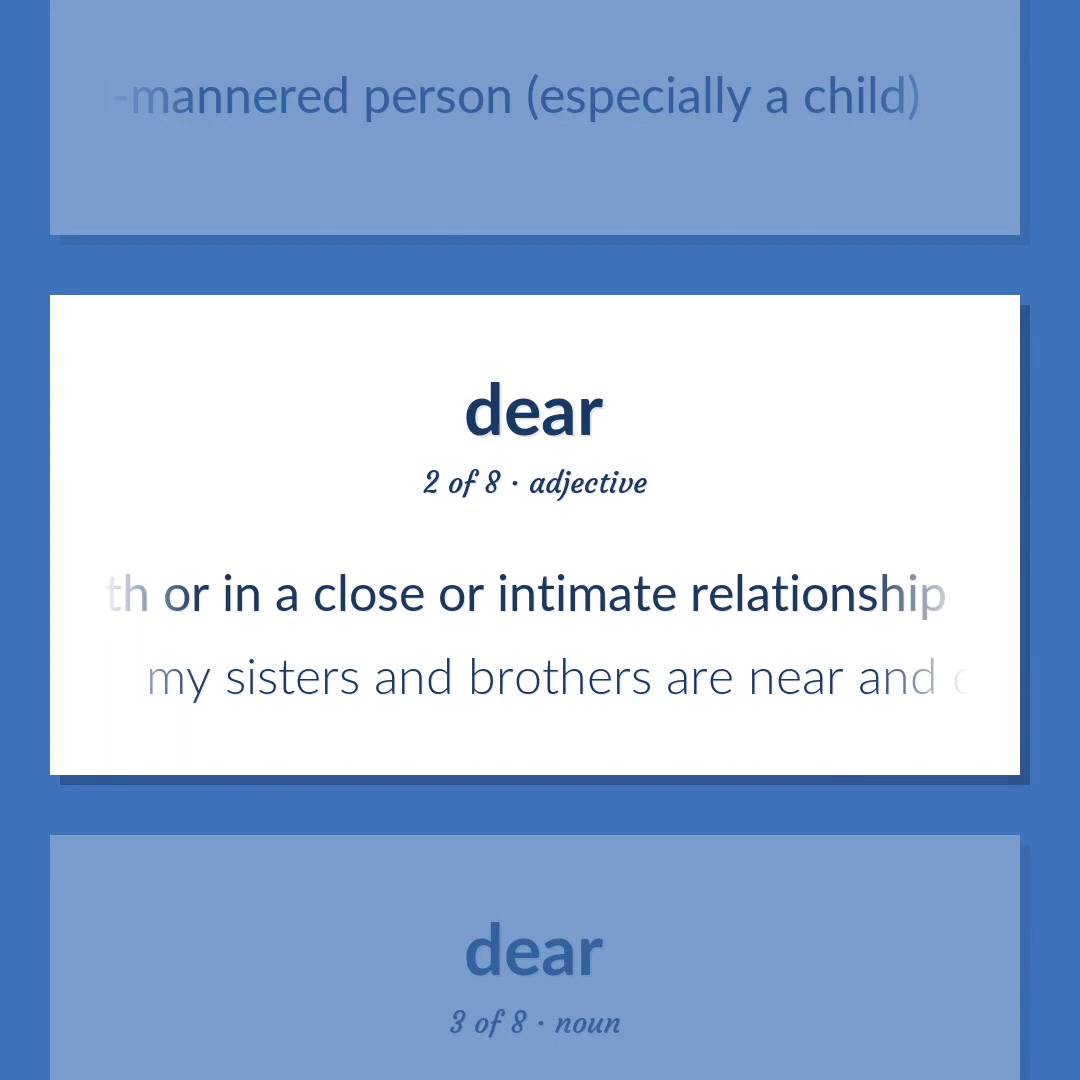 -mannered person (especially a child)
dear
2 of 8 · adjective
th or in a close or intimate relationship
my sisters and brothers are near and
dear
3 of 8 · noun